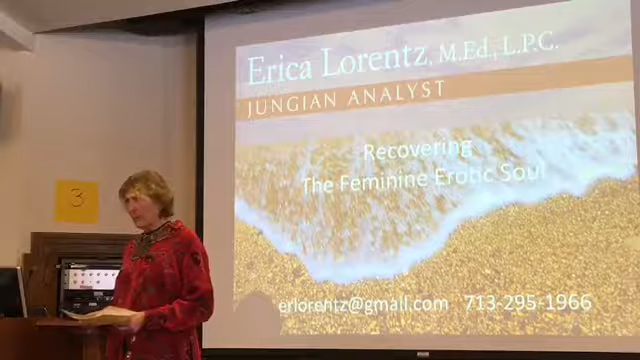 Erica Lorentz, M.Ed., L.P.C.
JUNGIAN ANALYST
Recovering
The Feminine Erotic Soul
erlorentz@gmail.com 713-295-1966
3